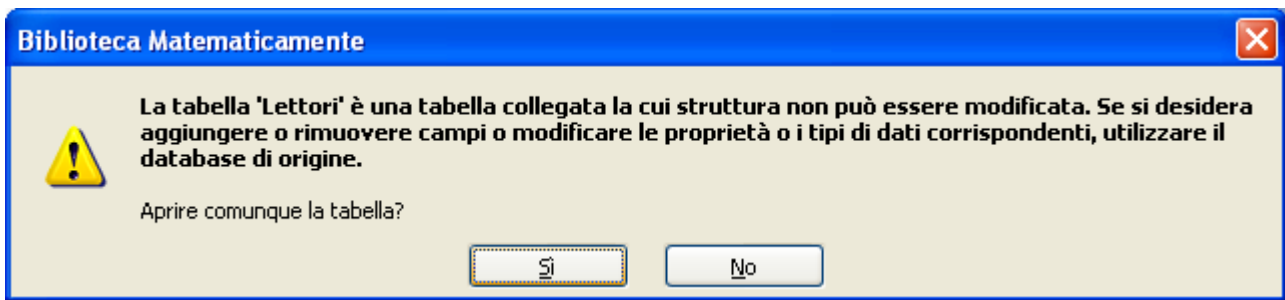 Biblioteca Matematicamente
La tabella 'Lettori' è una tabella collegata la cui struttura non può essere modificata. Se si desidera
aggiungere o rimuovere campi o modificare le proprietà o i tipi di dati corrispondenti, utilizzare il
database di origine.
Aprire comunque la tabella?
Sì No